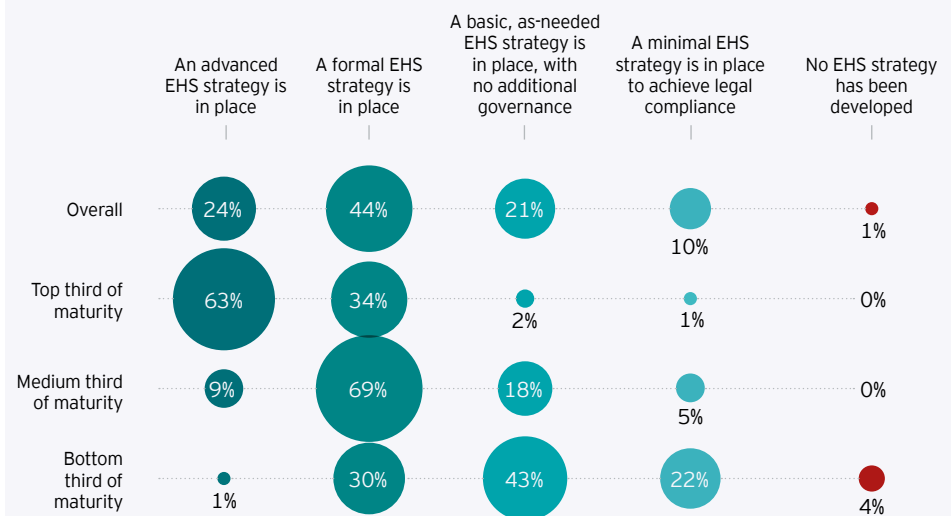 An advanced
EHS strategy is
in place
A formal EHS
strategy is
in place
A basic, as-needed
EHS strategy is
in place, with
no additional
governance
A minimal EHS
strategy is in place
to achieve legal
compliance
No EHS strategy
has been
developed
Overall
24%
44%
21%
10%
1%
Top third of
maturity
63%
34%
2%
1%
0%
Medium third
of maturity
9%
69%
18%
5%
0%
Bottom
third of
maturity
1%
30%
43%
22%
4%